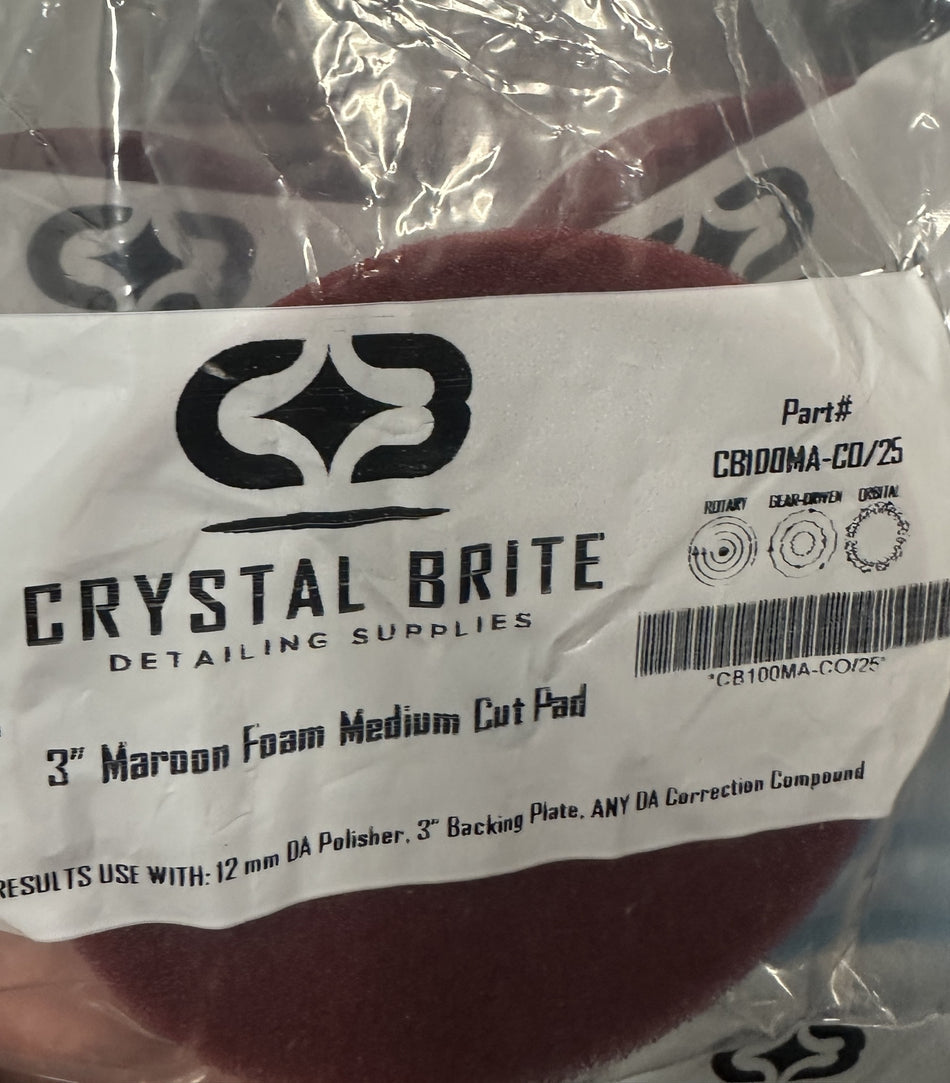 CRYSTAL BRITE
DETAILING SUPPLIES
3" Maroon Foam Medium Cut Pad
RESULTS USE WITH: 12 mm DA Polisher, 3" Backing Plate, ANY DA Correction Compound
Part#
CB100MA-CO/25
ROTARY GEAR-DRIVEN ORBITAL
*CB100MA-CO/25*